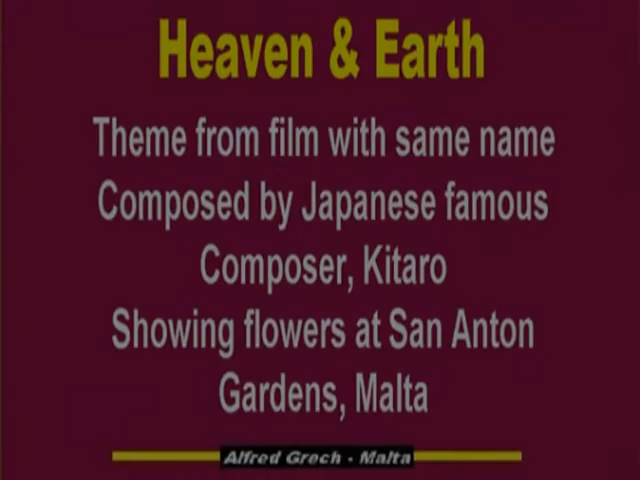 Heaven & Earth
Theme from film with same name
Composed by Japanese famous
Composer, Kitaro
Showing flowers at San Anton
Gardens, Malta
Alfred Grech - Malta